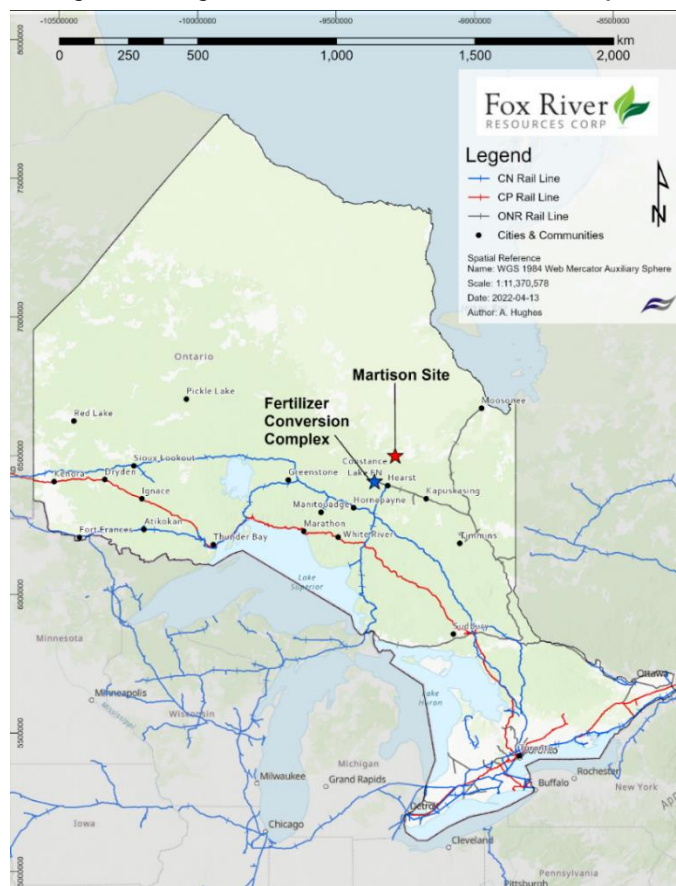 -10500000
-10000000
-9500000
-9000000
-8500000
8000000
0
250
500
1,000
1,500
2,000
km
Fox River
RESOURCES CORP
Legend
CN Rail Line
CP Rail Line
ONR Rail Line
Cities & Communities
N
Spatial Reference
Name: WGS 1984 Web Mercator Auxiliary Sphere
Scale: 1:11,370,578
Date: 2022-04-13
Author: A. Hughes
7500000
7000000
Ontario
Martison Site
Pickle Lake
Fertilizer
Conversion
Complex
Moosonee
Red Lake
6500000
Constance
Lake FN
Sioux Lookout
Kenora
Dryden
Greenstone
Hearst
Ignace
Manitouadge
Hornepayne
Kapuskasing
Fort Frances
Atikokan
Marathon
White River
Timmins
Thunder Bay
Lake
Superior
6000000
Minnesota
Sudbury
Ottawa
Minneapolis
Mississippi
Wisconsin
Lake
Huron
5500000
Toronto
Michigan
Milwaukee
Grand Rapids
Buffalo
Rochester
New York
Detroit
Iowa
Chicago
Cleveland
Pennsylvania
Pittsburgh